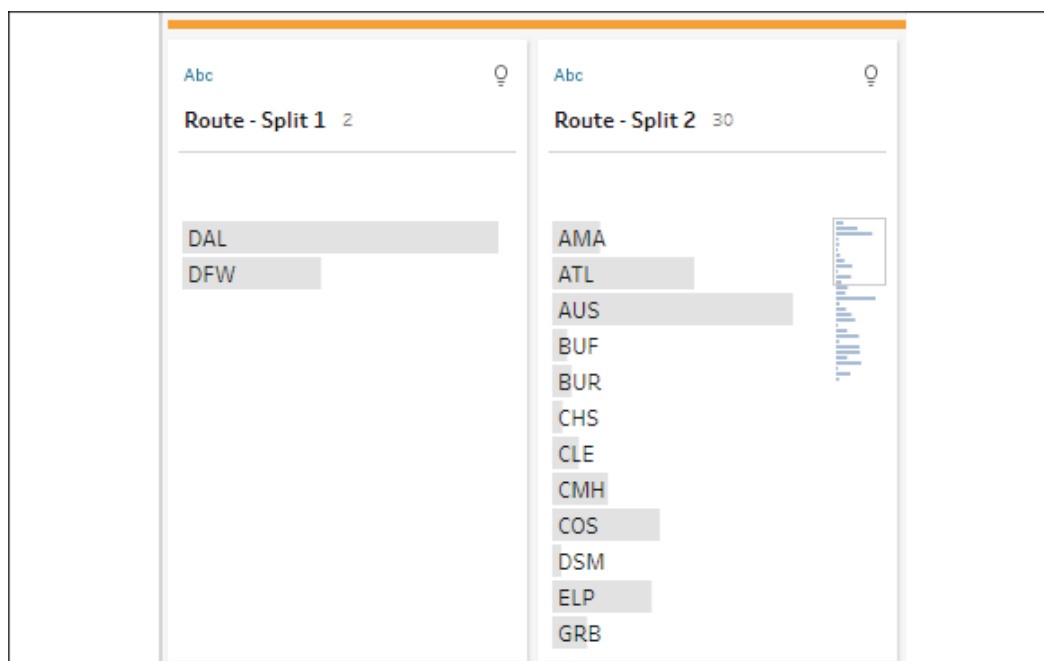 Abc
Route - Split 1 2
DAL
DFW
Abc
Route - Split 2 30
AMA
ATL
AUS
BUF
BUR
CHS
CLE
CMH
COS
DSM
ELP
GRB